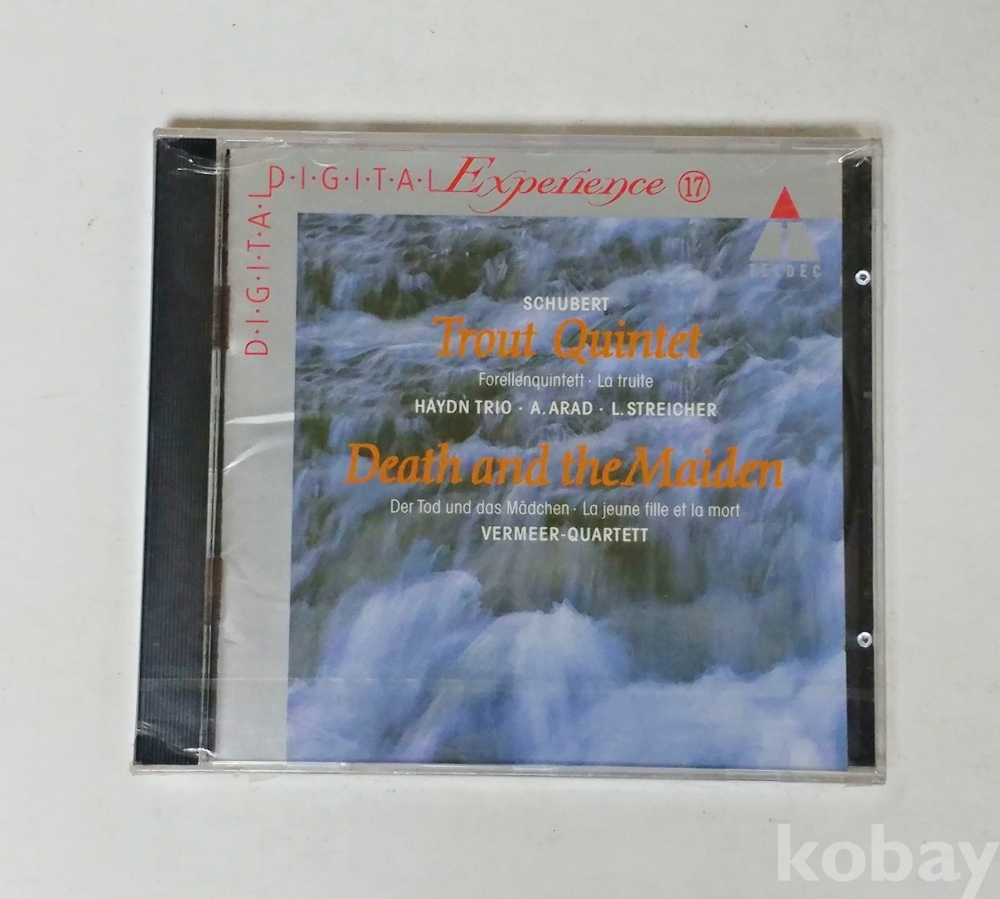 D·I·G·I·T·A·L Experience 17
D·I·G·I·T·A·L
TELDEC
SCHUBERT
Trout Quintet
Forellenquintett · La truite
HAYDN TRIO · A. ARAD · L. STREICHER
Death and the Maiden
Der Tod und das Mädchen · La jeune fille et la mort
VERMEER-QUARTETT
kobay